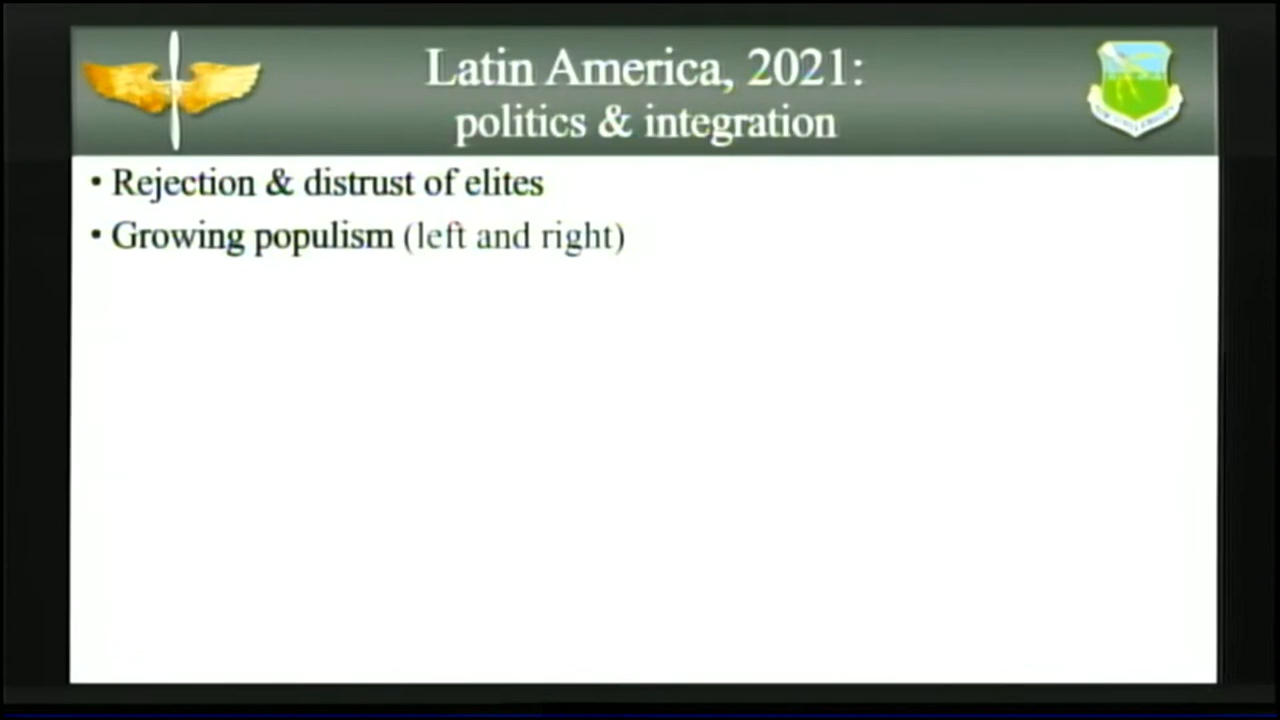 Latin America, 2021:
politics & integration
• Rejection & distrust of elites
• Growing populism (left and right)